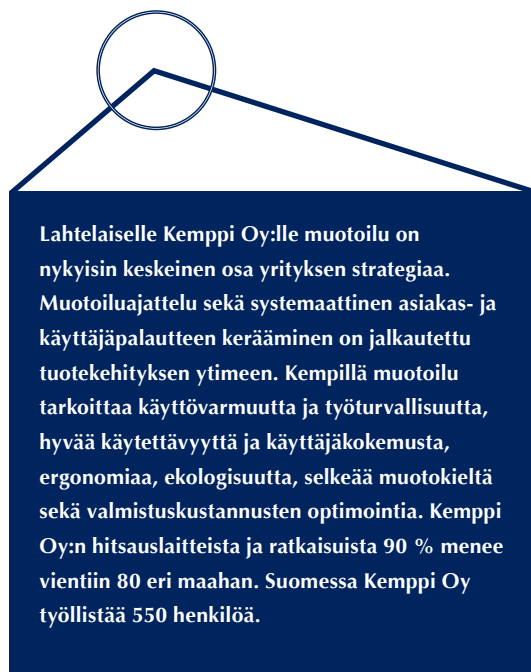 Lahtelaiselle Kemppi Oy:lle muotoilu on
nykyisin keskeinen osa yrityksen strategiaa.
Muotoiluajattelu sekä systemaattinen asiakas- ja
käyttäjäpalautteen kerääminen on jalkautettu
tuotekehityksen ytimeen. Kempillä muotoilu
tarkoittaa käyttövarmuutta ja työturvallisuutta,
hyvää käytettävyyttä ja käyttäjäkokemusta,
ergonomiaa, ekologisuutta, selkeää muotokieltä
sekä valmistuskustannusten optimointia. Kemppi
Oy:n hitsauslaitteista ja ratkaisuista 90 % menee
vientiin 80 eri maahan. Suomessa Kemppi Oy
työllistää 550 henkilöä.